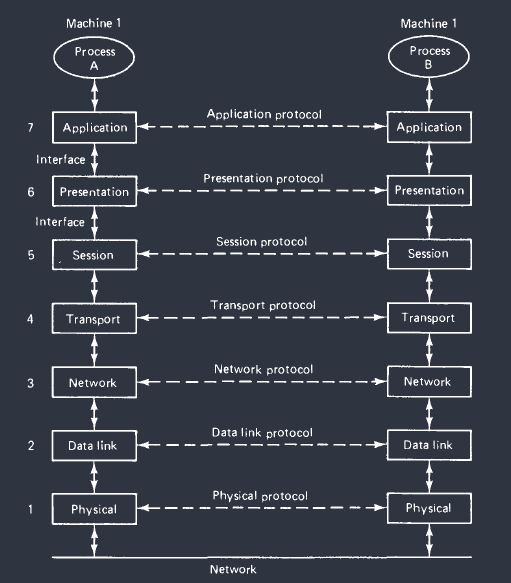 Machine 1
Machine 1
Process
A
Process
B
7
Application
Application protocol
Application
Interface
6
Presentation
Presentation protocol
Presentation
Interface
5
Session
Session protocol
Session
4
Transport
Transport protocol
Transport
3
Network
Network protocol
Network
2
Data link
Data link protocol
Data link
1
Physical
Physical protocol
Physical
Network